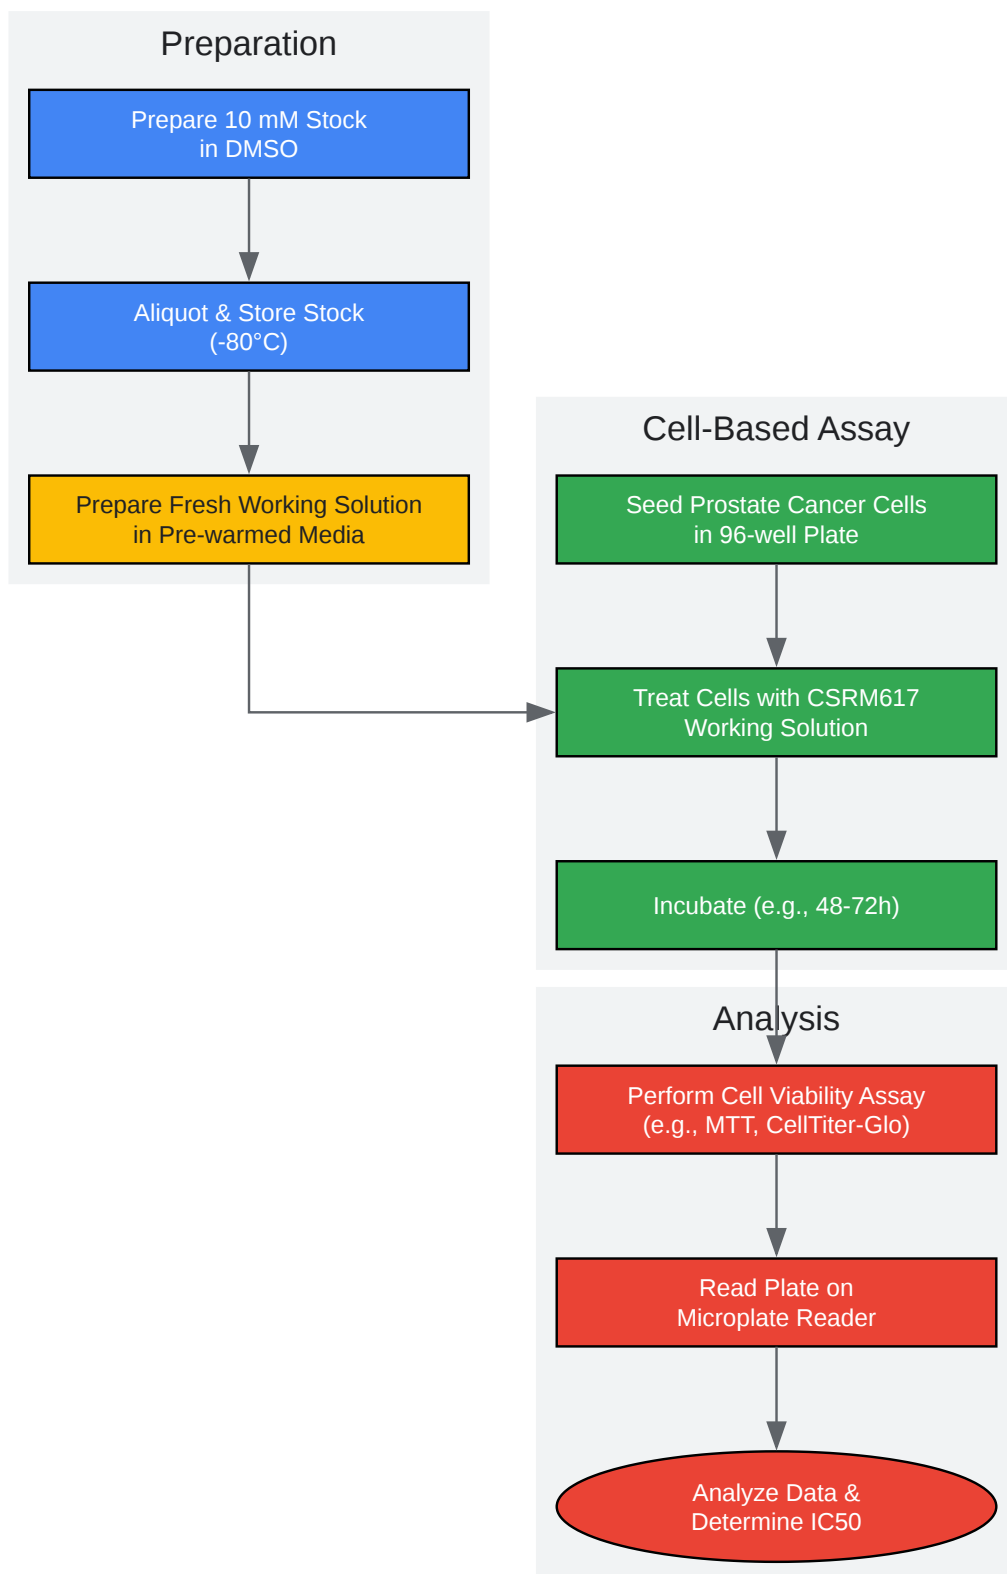 Preparation
Prepare 10 mM Stock
in DMSO
Aliquot & Store Stock
(-80°C)
Prepare Fresh Working Solution
in Pre-warmed Media
Cell-Based Assay
Seed Prostate Cancer Cells
in 96-well Plate
Treat Cells with CSRM617
Working Solution
Incubate (e.g., 48-72h)
Analysis
Perform Cell Viability Assay
(e.g., MTT, CellTiter-Glo)
Read Plate on
Microplate Reader
Analyze Data &
Determine IC50